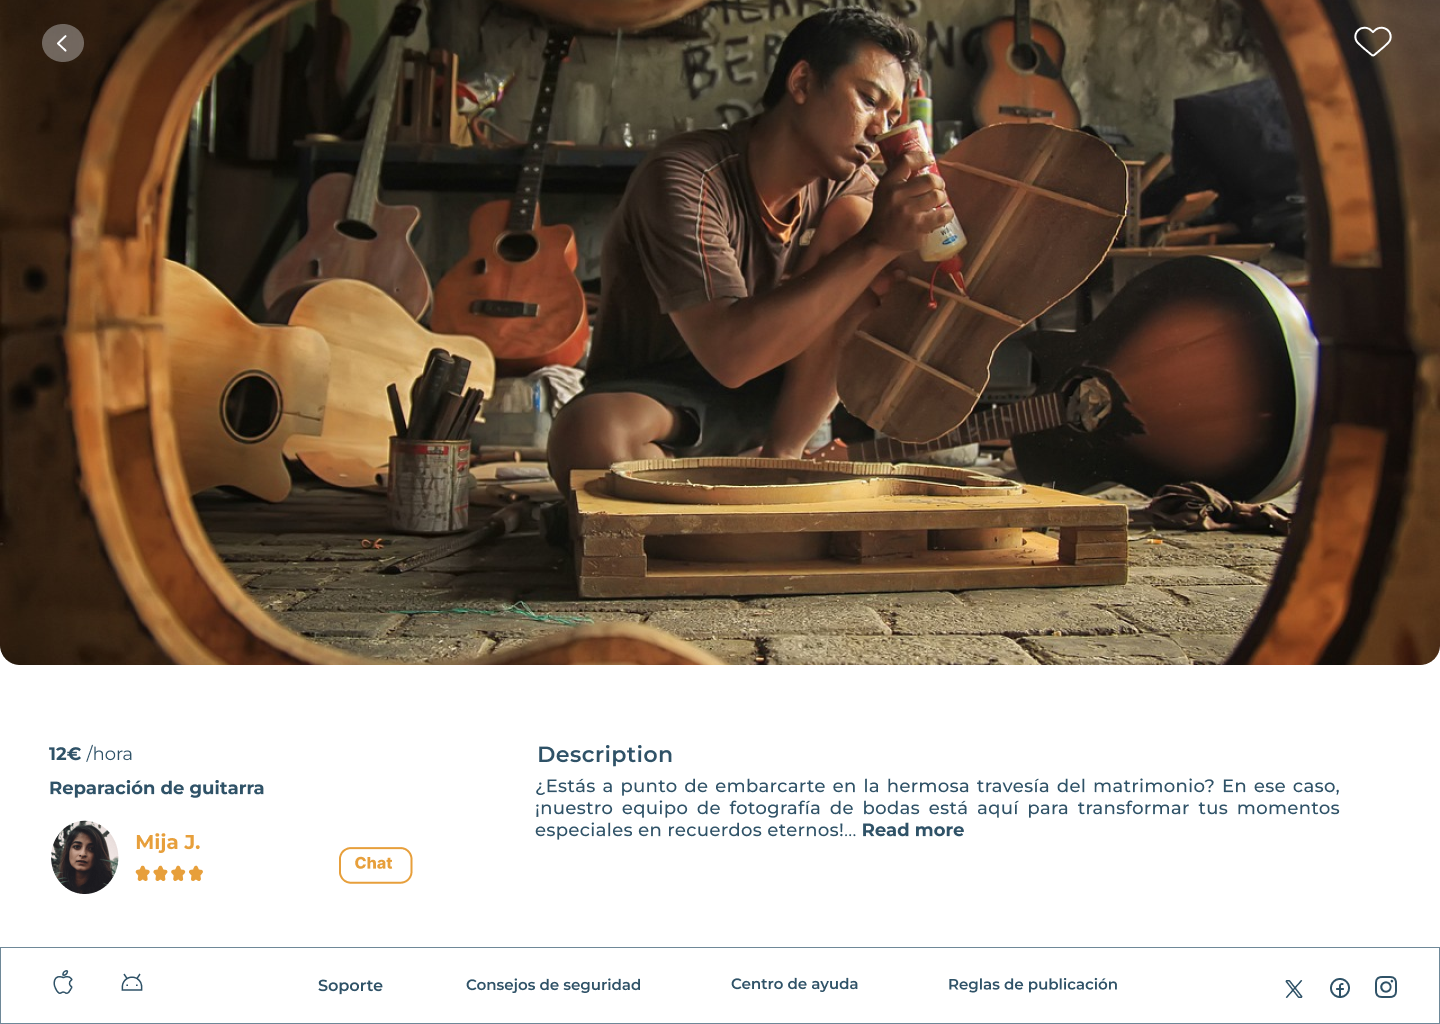 12€ /hora
Reparación de guitarra
Mija J.
Chat
Description
¿Estás a punto de embarcarte en la hermosa travesía del matrimonio? En ese caso,
¡nuestro equipo de fotografía de bodas está aquí para transformar tus momentos
especiales en recuerdos eternos!... Read more
Soporte
Consejos de seguridad
Centro de ayuda
Reglas de publicación